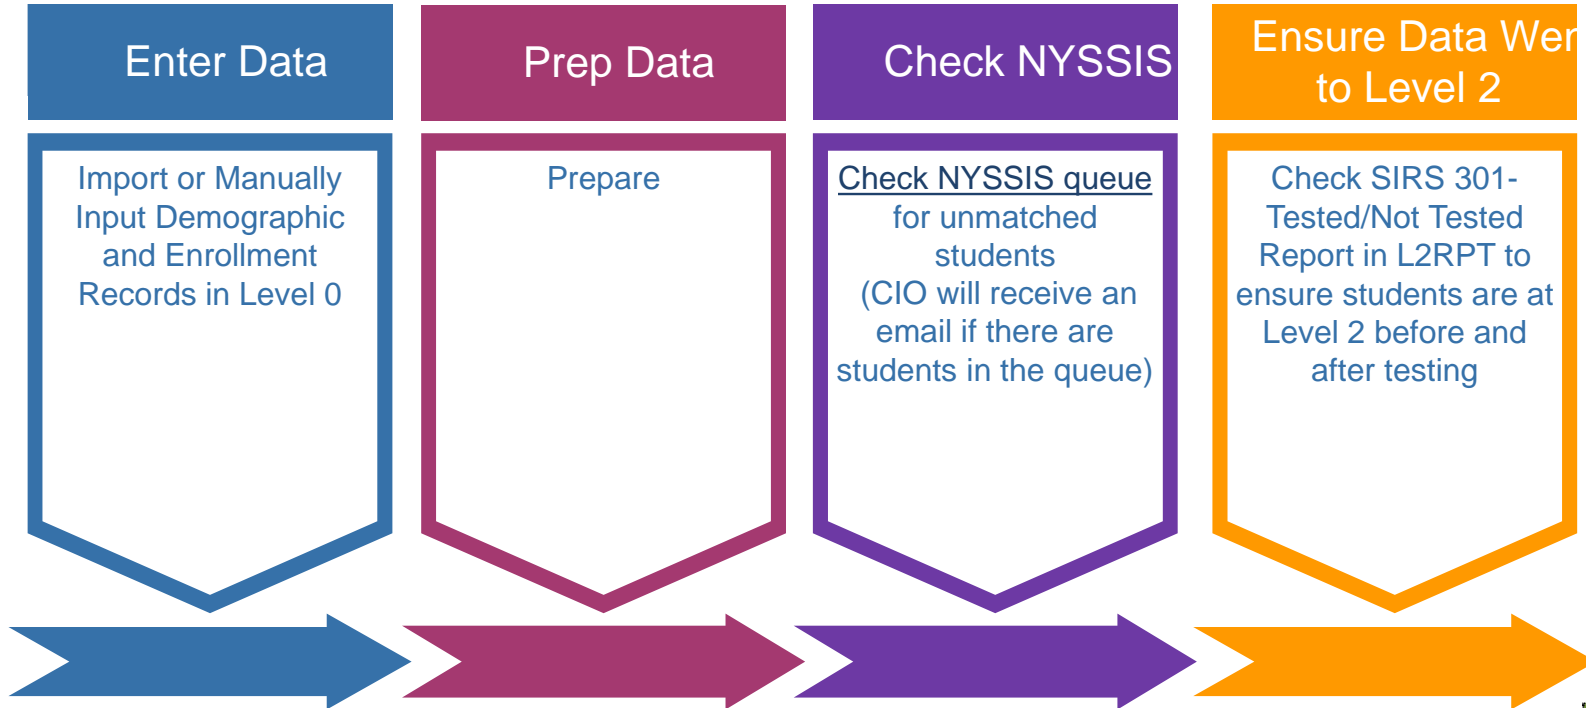 Enter Data
Import or Manually
Input Demographic
and Enrollment
Records in Level 0
Prep Data
Prepare
Check NYSSIS
Check NYSSIS queue
for unmatched
students
(CIO will receive an
email if there are
students in the queue)
Ensure Data Wen
to Level 2
Check SIRS 301-
Tested/Not Tested
Report in L2RPT to
ensure students are at
Level 2 before and
after testing